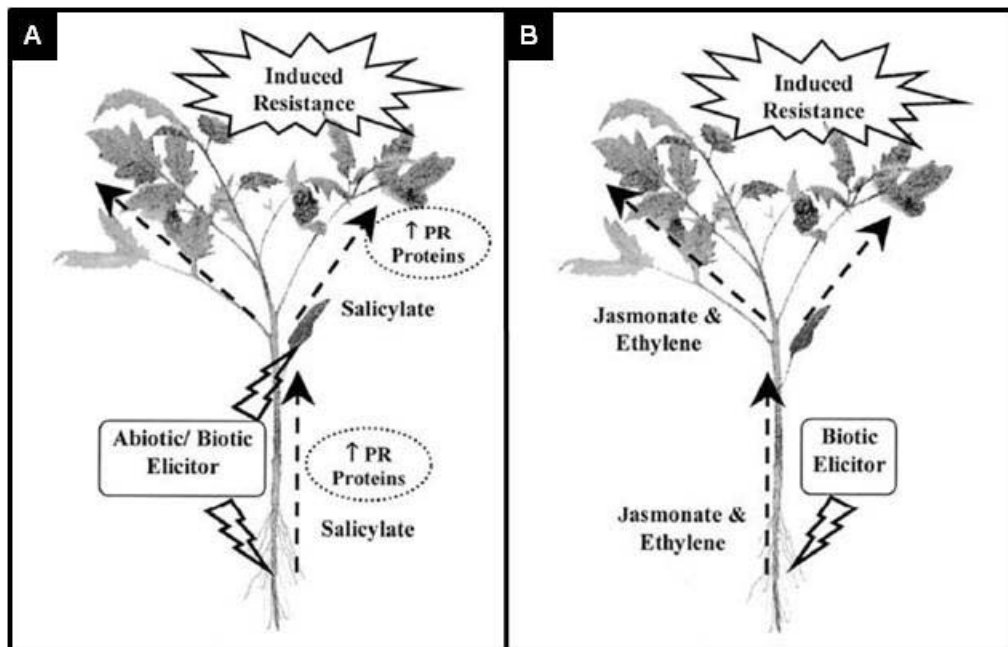 A
Induced
Resistance
↑ PR
Proteins
Salicylate
Abiotic/ Biotic
Elicitor
↑ PR
Proteins
Salicylate
B
Induced
Resistance
Jasmonate &
Ethylene
Biotic
Elicitor
Jasmonate &
Ethylene